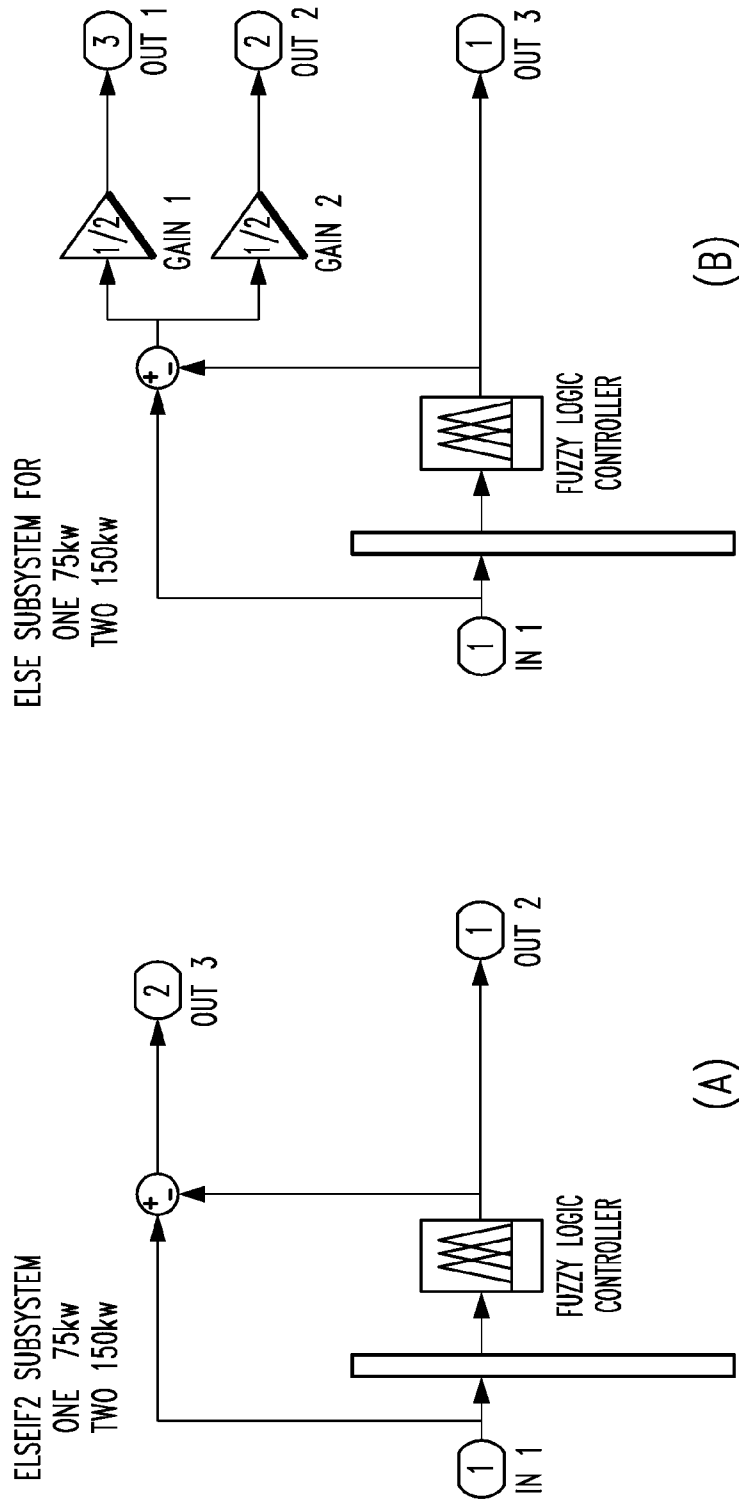 ELSEIF2 SUBSYSTEM
ONE 75kw
TWO 150kw
1
IN 1
FUZZY LOGIC
CONTROLLER
+
-
2
OUT 3
1
OUT 2
(A)
ELSE SUBSYSTEM FOR
ONE 75kw
TWO 150kw
1
IN 1
FUZZY LOGIC
CONTROLLER
+
-
1/2
GAIN 1
1/2
GAIN 2
3
OUT 1
2
OUT 2
1
OUT 3
(B)